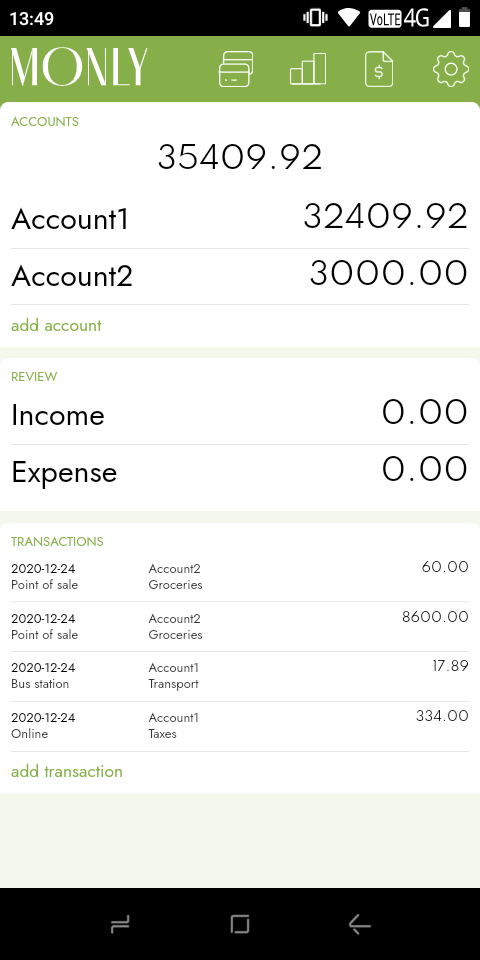 13:49 VoLTE 4G
MONLY
ACCOUNTS
35409.92
Account1 32409.92
Account2 3000.00
add account
REVIEW
Income 0.00
Expense 0.00
TRANSACTIONS
2020-12-24 Account2 60.00
Point of sale Groceries
2020-12-24 Account2 8600.00
Point of sale Groceries
2020-12-24 Account1 17.89
Bus station Transport
2020-12-24 Account1 334.00
Online Taxes
add transaction